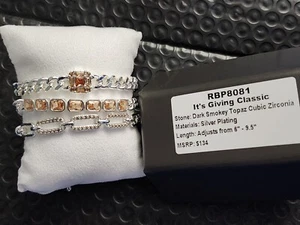 RBP8081
It's Giving Classic
Stone: Dark Smokey Topaz Cubic Zirconia
Materials: Silver Plating
Length: Adjusts from 6" - 9.5"
MSRP: $134